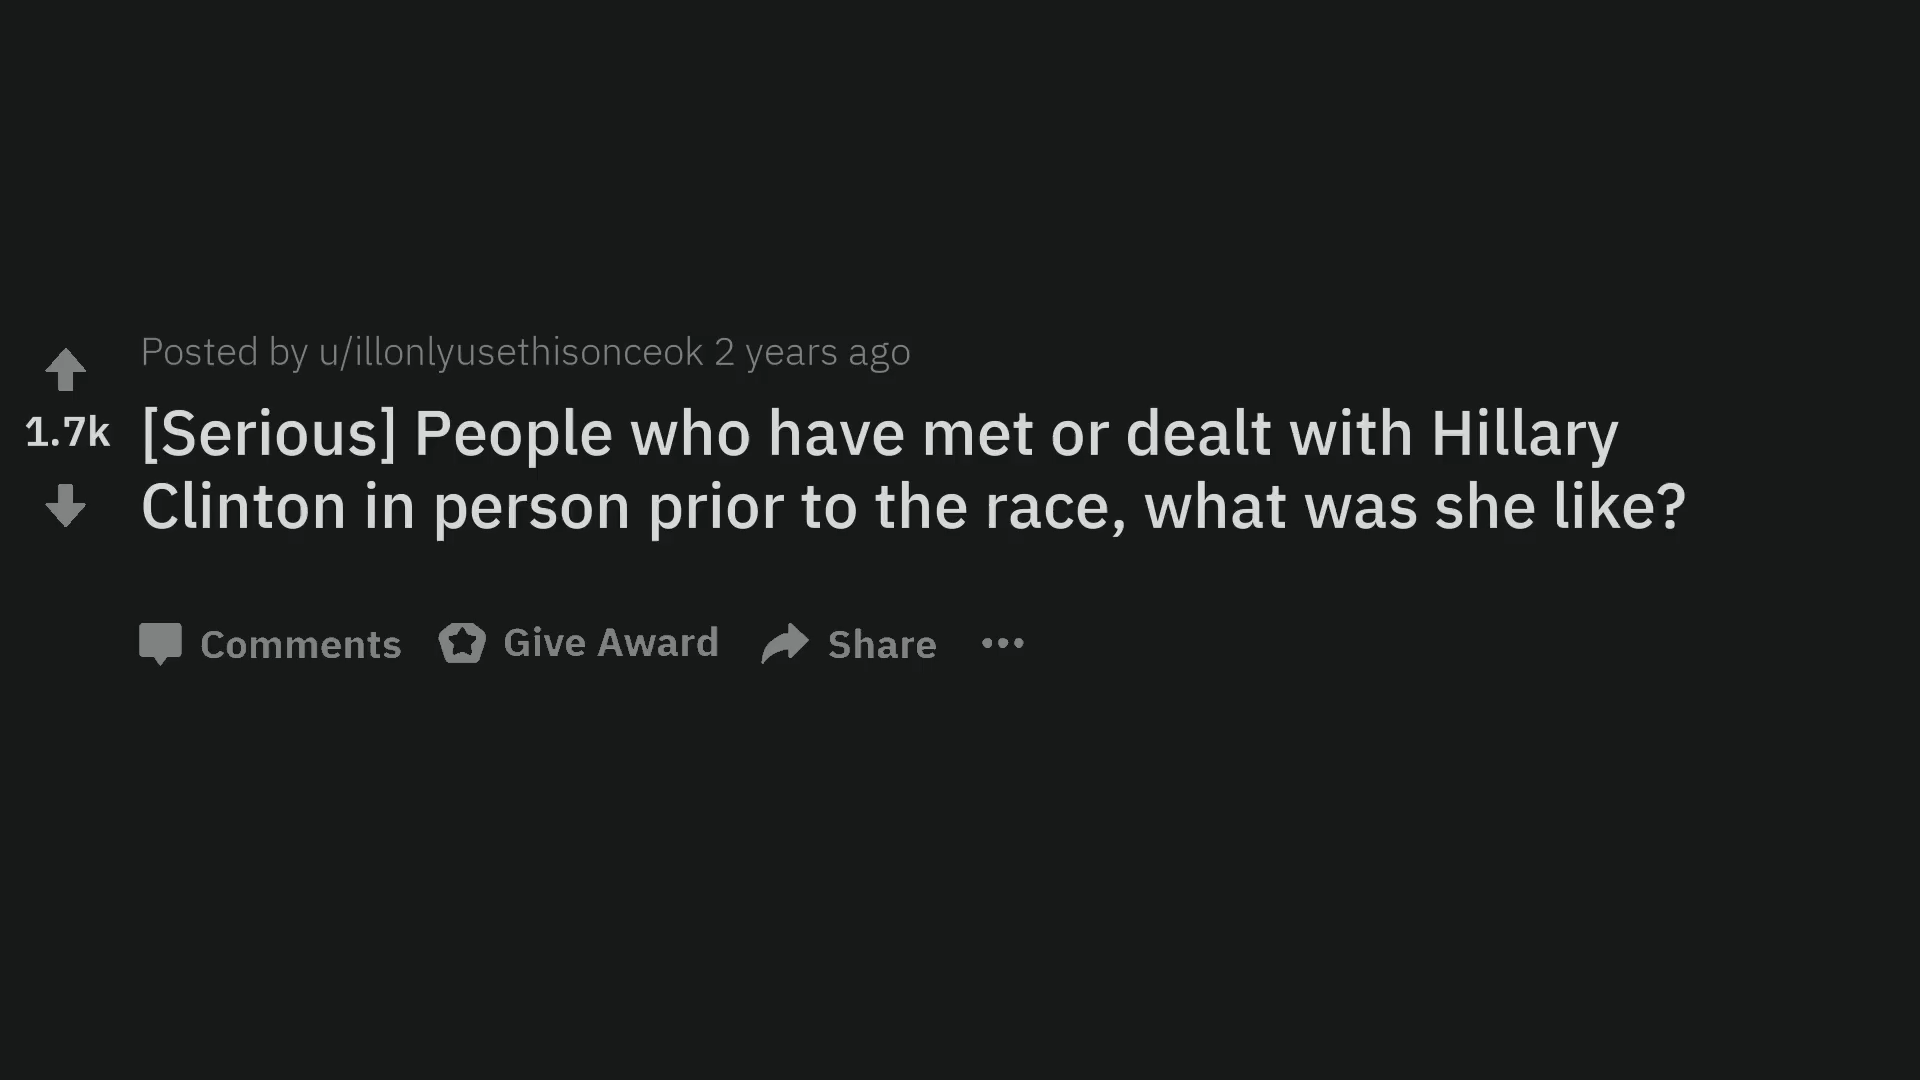 Posted by u/illonlyusethisonceok 2 years ago
1.7k
[Serious] People who have met or dealt with Hillary
Clinton in person prior to the race, what was she like?
Comments Give Award Share